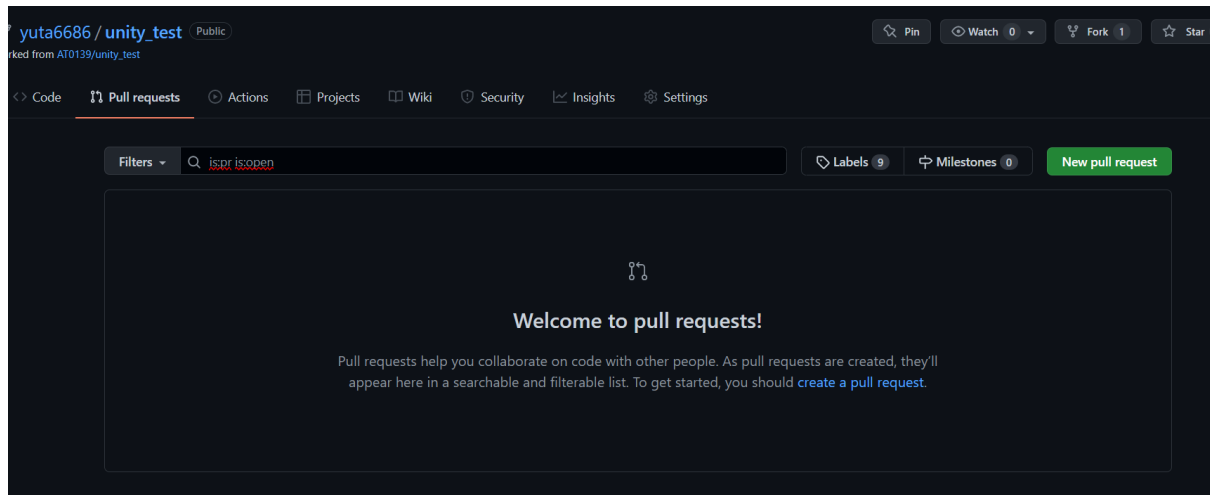 yuta6686 / unity_test Public
Pin Watch 0 Fork 1 Star
rked from AT0139/unity_test
<> Code Pull requests Actions Projects Wiki Security Insights Settings
Filters is:pr is:open Labels 9 Milestones 0 New pull request
Welcome to pull requests!
Pull requests help you collaborate on code with other people. As pull requests are created, they'll
appear here in a searchable and filterable list. To get started, you should create a pull request.